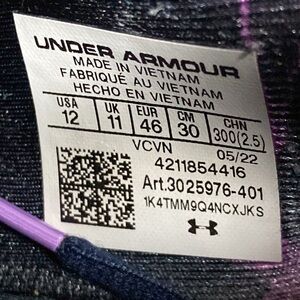 UNDER ARMOUR
MADE IN VIETNAM
FABRIQUÉ AU VIETNAM
HECHO EN VIETNAM
USA UK EUR CM CHN
12 11 46 30 300(2.5)
VCVN 05/22
4211854416
Art.3025976-401
1K4TMM9Q4NCXJKS